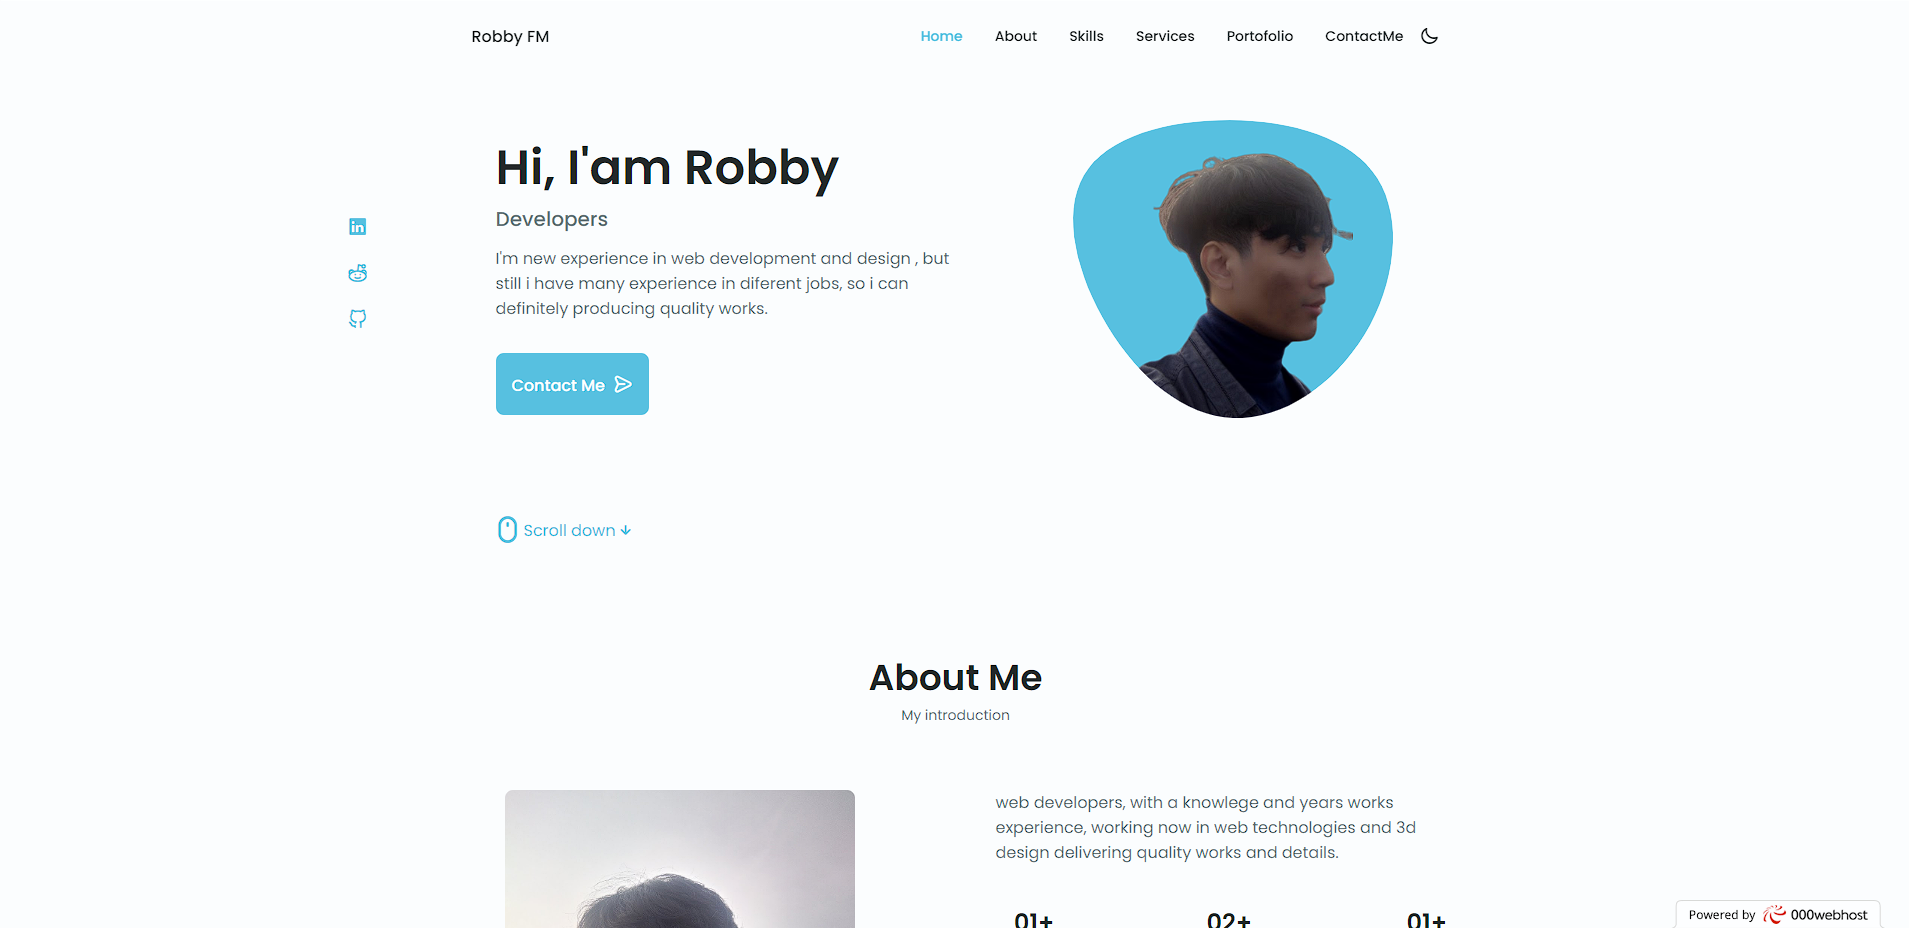 Robby FM
Home About Skills Services Portofolio ContactMe
Hi, I'am Robby
Developers
I'm new experience in web development and design , but
still i have many experience in diferent jobs, so i can
definitely producing quality works.
Contact Me
Scroll down
About Me
My introduction
web developers, with a knowlege and years works
experience, working now in web technologies and 3d
design delivering quality works and details.
01+ 02+ 01+
Powered by 000webhost